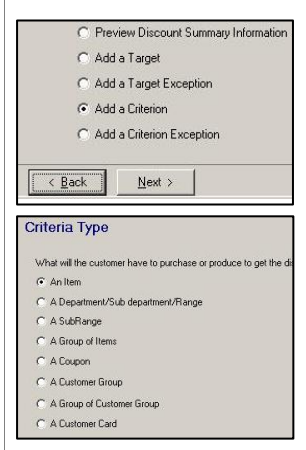 Preview Discount Summary Information
Add a Target
Add a Target Exception
Add a Criterion
Add a Criterion Exception
< Back Next >
Criteria Type
What will the customer have to purchase or produce to get the
An Item
A Department/Sub department/Range
A SubRange
A Group of Items
A Coupon
A Customer Group
A Group of Customer Group
A Customer Card